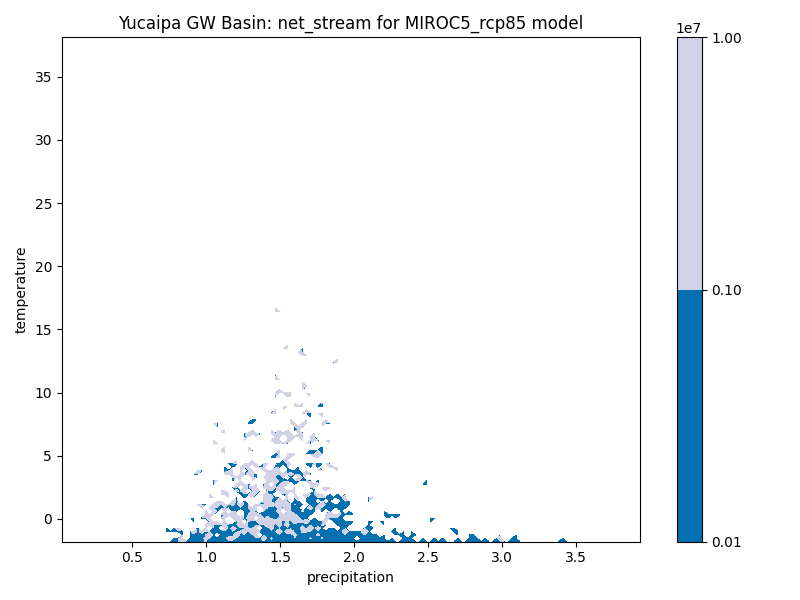 Yucaipa GW Basin: net_stream for MIROC5_rcp85 model
1e7
1.00
0.10
0.01
35
30
25
20
15
10
5
0
temperature
0.5 1.0 1.5 2.0 2.5 3.0 3.5
precipitation